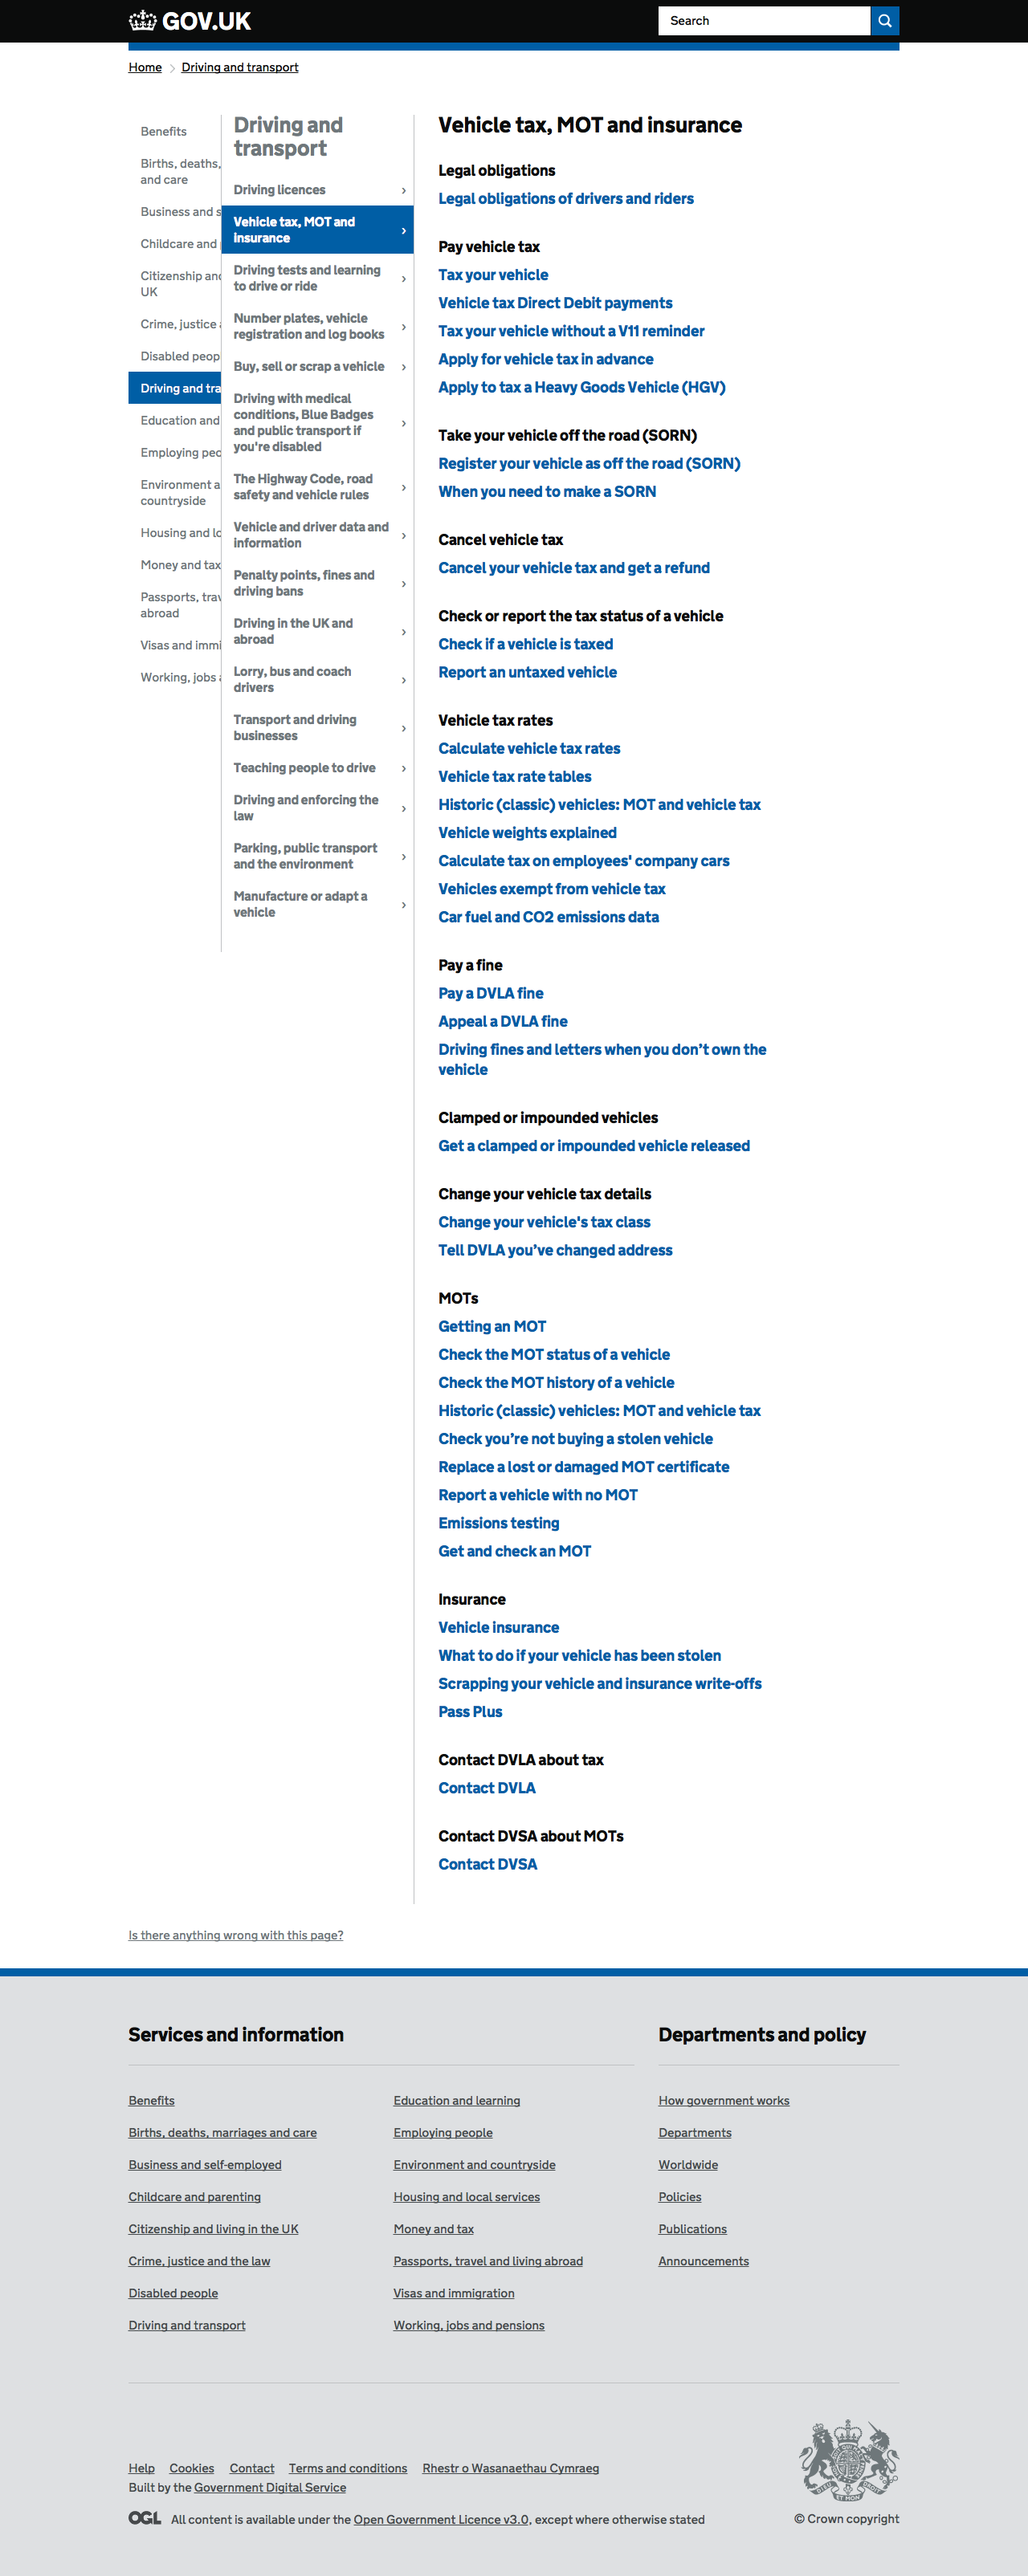 GOV.UK
Search
Home
Driving and transport
Benefits
Births, deaths,
and care
Business and s
Childcare and
Citizenship and
UK
Crime, justice
Disabled peop
Driving and tra
Education and
Employing peo
Environment a
countryside
Housing and lo
Money and tax
Passports, trav
abroad
Visas and immi
Working, jobs
Driving and
transport
Driving licences
Vehicle tax, MOT and
insurance
Driving tests and learning
to drive or ride
Number plates, vehicle
registration and log books
Buy, sell or scrap a vehicle
Driving with medical
conditions, Blue Badges
and public transport if
you're disabled
The Highway Code, road
safety and vehicle rules
Vehicle and driver data and
information
Penalty points, fines and
driving bans
Driving in the UK and
abroad
Lorry, bus and coach
drivers
Transport and driving
businesses
Teaching people to drive
Driving and enforcing the
law
Parking, public transport
and the environment
Manufacture or adapt a
vehicle
Vehicle tax, MOT and insurance
Legal obligations
Legal obligations of drivers and riders
Pay vehicle tax
Tax your vehicle
Vehicle tax Direct Debit payments
Tax your vehicle without a V11 reminder
Apply for vehicle tax in advance
Apply to tax a Heavy Goods Vehicle (HGV)
Take your vehicle off the road (SORN)
Register your vehicle as off the road (SORN)
When you need to make a SORN
Cancel vehicle tax
Cancel your vehicle tax and get a refund
Check or report the tax status of a vehicle
Check if a vehicle is taxed
Report an untaxed vehicle
Vehicle tax rates
Calculate vehicle tax rates
Vehicle tax rate tables
Historic (classic) vehicles: MOT and vehicle tax
Vehicle weights explained
Calculate tax on employees' company cars
Vehicles exempt from vehicle tax
Car fuel and CO2 emissions data
Pay a fine
Pay a DVLA fine
Appeal a DVLA fine
Driving fines and letters when you don’t own the
vehicle
Clamped or impounded vehicles
Get a clamped or impounded vehicle released
Change your vehicle tax details
Change your vehicle's tax class
Tell DVLA you’ve changed address
MOTs
Getting an MOT
Check the MOT status of a vehicle
Check the MOT history of a vehicle
Historic (classic) vehicles: MOT and vehicle tax
Check you’re not buying a stolen vehicle
Replace a lost or damaged MOT certificate
Report a vehicle with no MOT
Emissions testing
Get and check an MOT
Insurance
Vehicle insurance
What to do if your vehicle has been stolen
Scrapping your vehicle and insurance write-offs
Pass Plus
Contact DVLA about tax
Contact DVLA
Contact DVSA about MOTs
Contact DVSA
Is there anything wrong with this page?
Services and information
Benefits
Births, deaths, marriages and care
Business and self-employed
Childcare and parenting
Citizenship and living in the UK
Crime, justice and the law
Disabled people
Driving and transport
Education and learning
Employing people
Environment and countryside
Housing and local services
Money and tax
Passports, travel and living abroad
Visas and immigration
Working, jobs and pensions
Departments and policy
How government works
Departments
Worldwide
Policies
Publications
Announcements
Help Cookies Contact Terms and conditions Rhestr o Wasanaethau Cymraeg
Built by the Government Digital Service
OGL All content is available under the Open Government Licence v3.0, except where otherwise stated
© Crown copyright